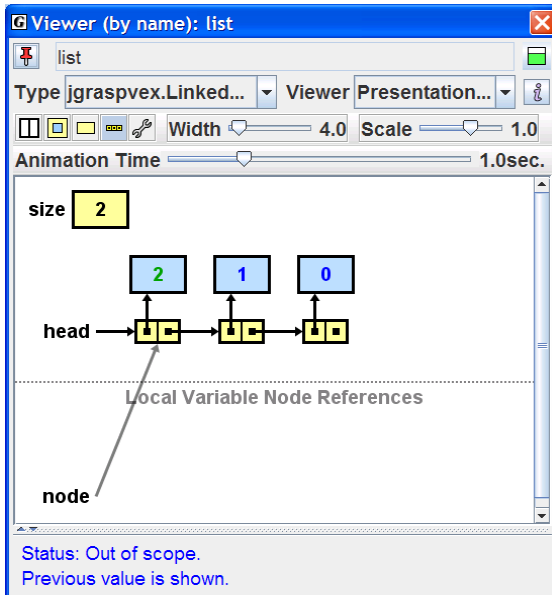 G Viewer (by name): list
list
Type jgraspvex.Linked... Viewer Presentation... i
Width 4.0 Scale 1.0
Animation Time 1.0sec.
size 2
2 1 0
head
Local Variable Node References
node
Status: Out of scope.
Previous value is shown.